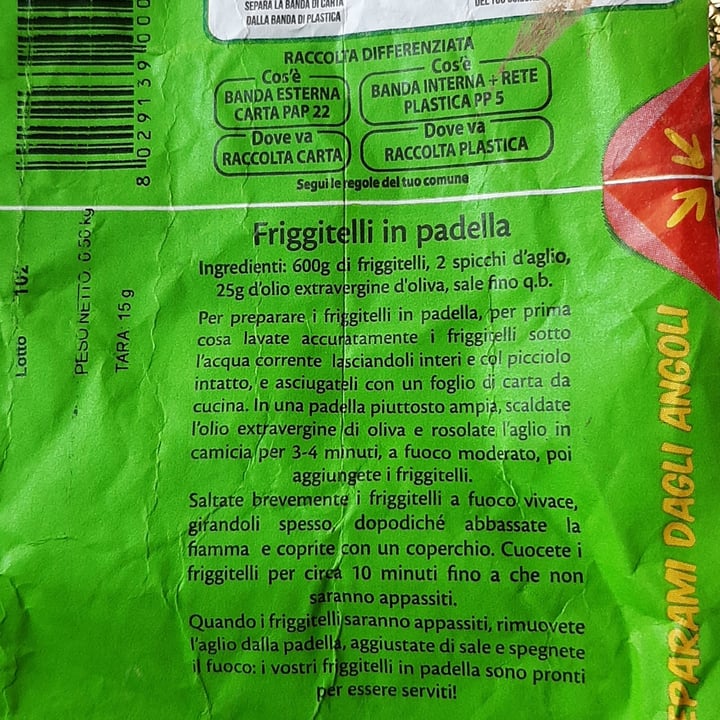 SEPARA LA BANDA DI CARTA
DALLA BANDA DI PLASTICA
RACCOLTA DIFFERENZIATA
Cos'è
BANDA ESTERNA
CARTA PAP 22
Dove va
RACCOLTA CARTA
Cos'è
BANDA INTERNA + RETE
PLASTICA PP 5
Dove va
RACCOLTA PLASTICA
Segui le regole del tuo comune
8 029139 000
Lotto 102
PESO NETTO: 0.50 kg
TARA: 15 g
Friggitelli in padella
Ingredienti: 600g di friggitelli, 2 spicchi d'aglio,
25g d'olio extravergine d'oliva, sale fino q.b.
Per preparare i friggitelli in padella, per prima
cosa lavate accuratamente i friggitelli sotto
l'acqua corrente lasciandoli interi e col picciolo
intatto, e asciugateli con un foglio di carta da
cucina. In una padella piuttosto ampia, scaldate
l'olio extravergine di oliva e rosolate l'aglio in
camicia per 3-4 minuti, a fuoco moderato, poi
aggiungete i friggitelli.
Saltate brevemente i friggitelli a fuoco vivace,
girandoli spesso, dopodiché abbassate la
fiamma e coprite con un coperchio. Cuocete i
friggitelli per circa 10 minuti fino a che non
saranno appassiti.
Quando i friggitelli saranno appassiti, rimuovete
l'aglio dalla padella, aggiustate di sale e spegnete
il fuoco: i vostri friggitelli in padella sono pronti
per essere serviti!
EPARAMI DAGLI ANGOLI